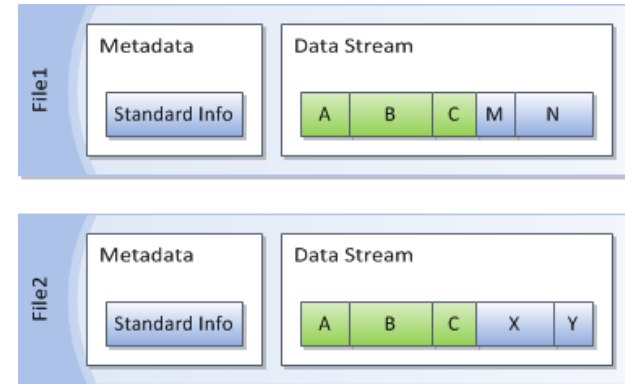 File1
Metadata
Standard Info
Data Stream
A B C M N
File2
Metadata
Standard Info
Data Stream
A B C X Y